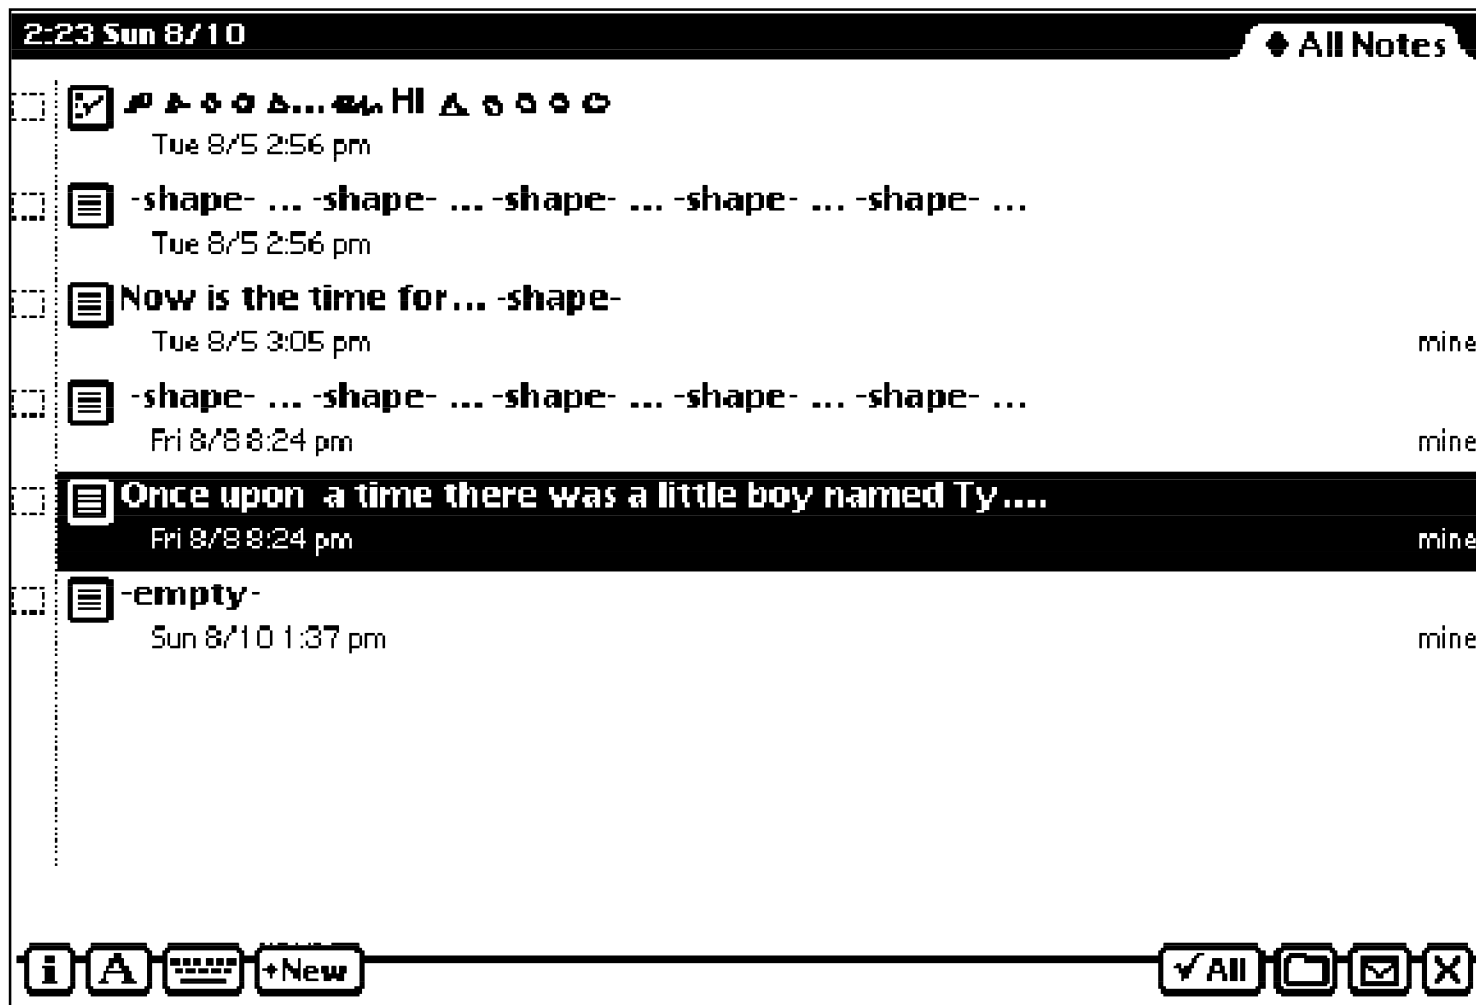 2:23 Sun 8/10
◆ All Notes
HI
Tue 8/5 2:56 pm
-shape- ... -shape- ... -shape- ... -shape- ... -shape- ...
Tue 8/5 2:56 pm
Now is the time for... -shape-
Tue 8/5 3:05 pm mine
-shape- ... -shape- ... -shape- ... -shape- ... -shape- ...
Fri 8/8 8:24 pm mine
Once upon  a time there was a little boy named Ty....
Fri 8/8 8:24 pm mine
-empty-
Sun 8/10 1:37 pm mine
i A New ✓ All X